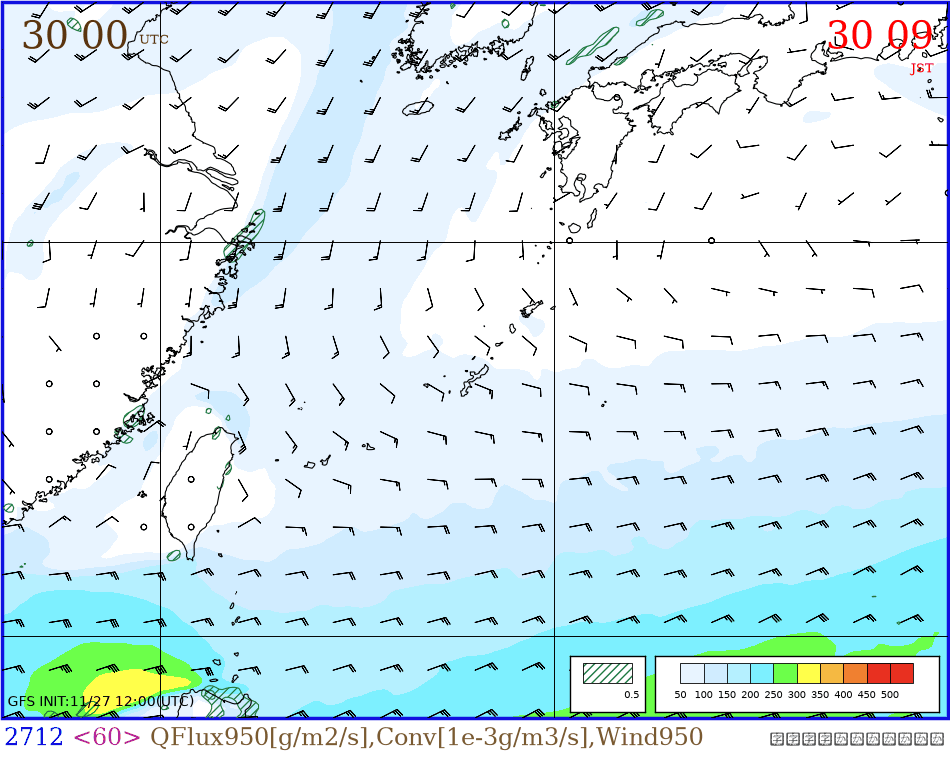 30 00 UTC
30 09
JST
0.5
50 100 150 200 250 300 350 400 450 500
GFS INIT:11/27 12:00(UTC)
2712 <60> QFlux950[g/m2/s],Conv[1e-3g/m3/s],Wind950